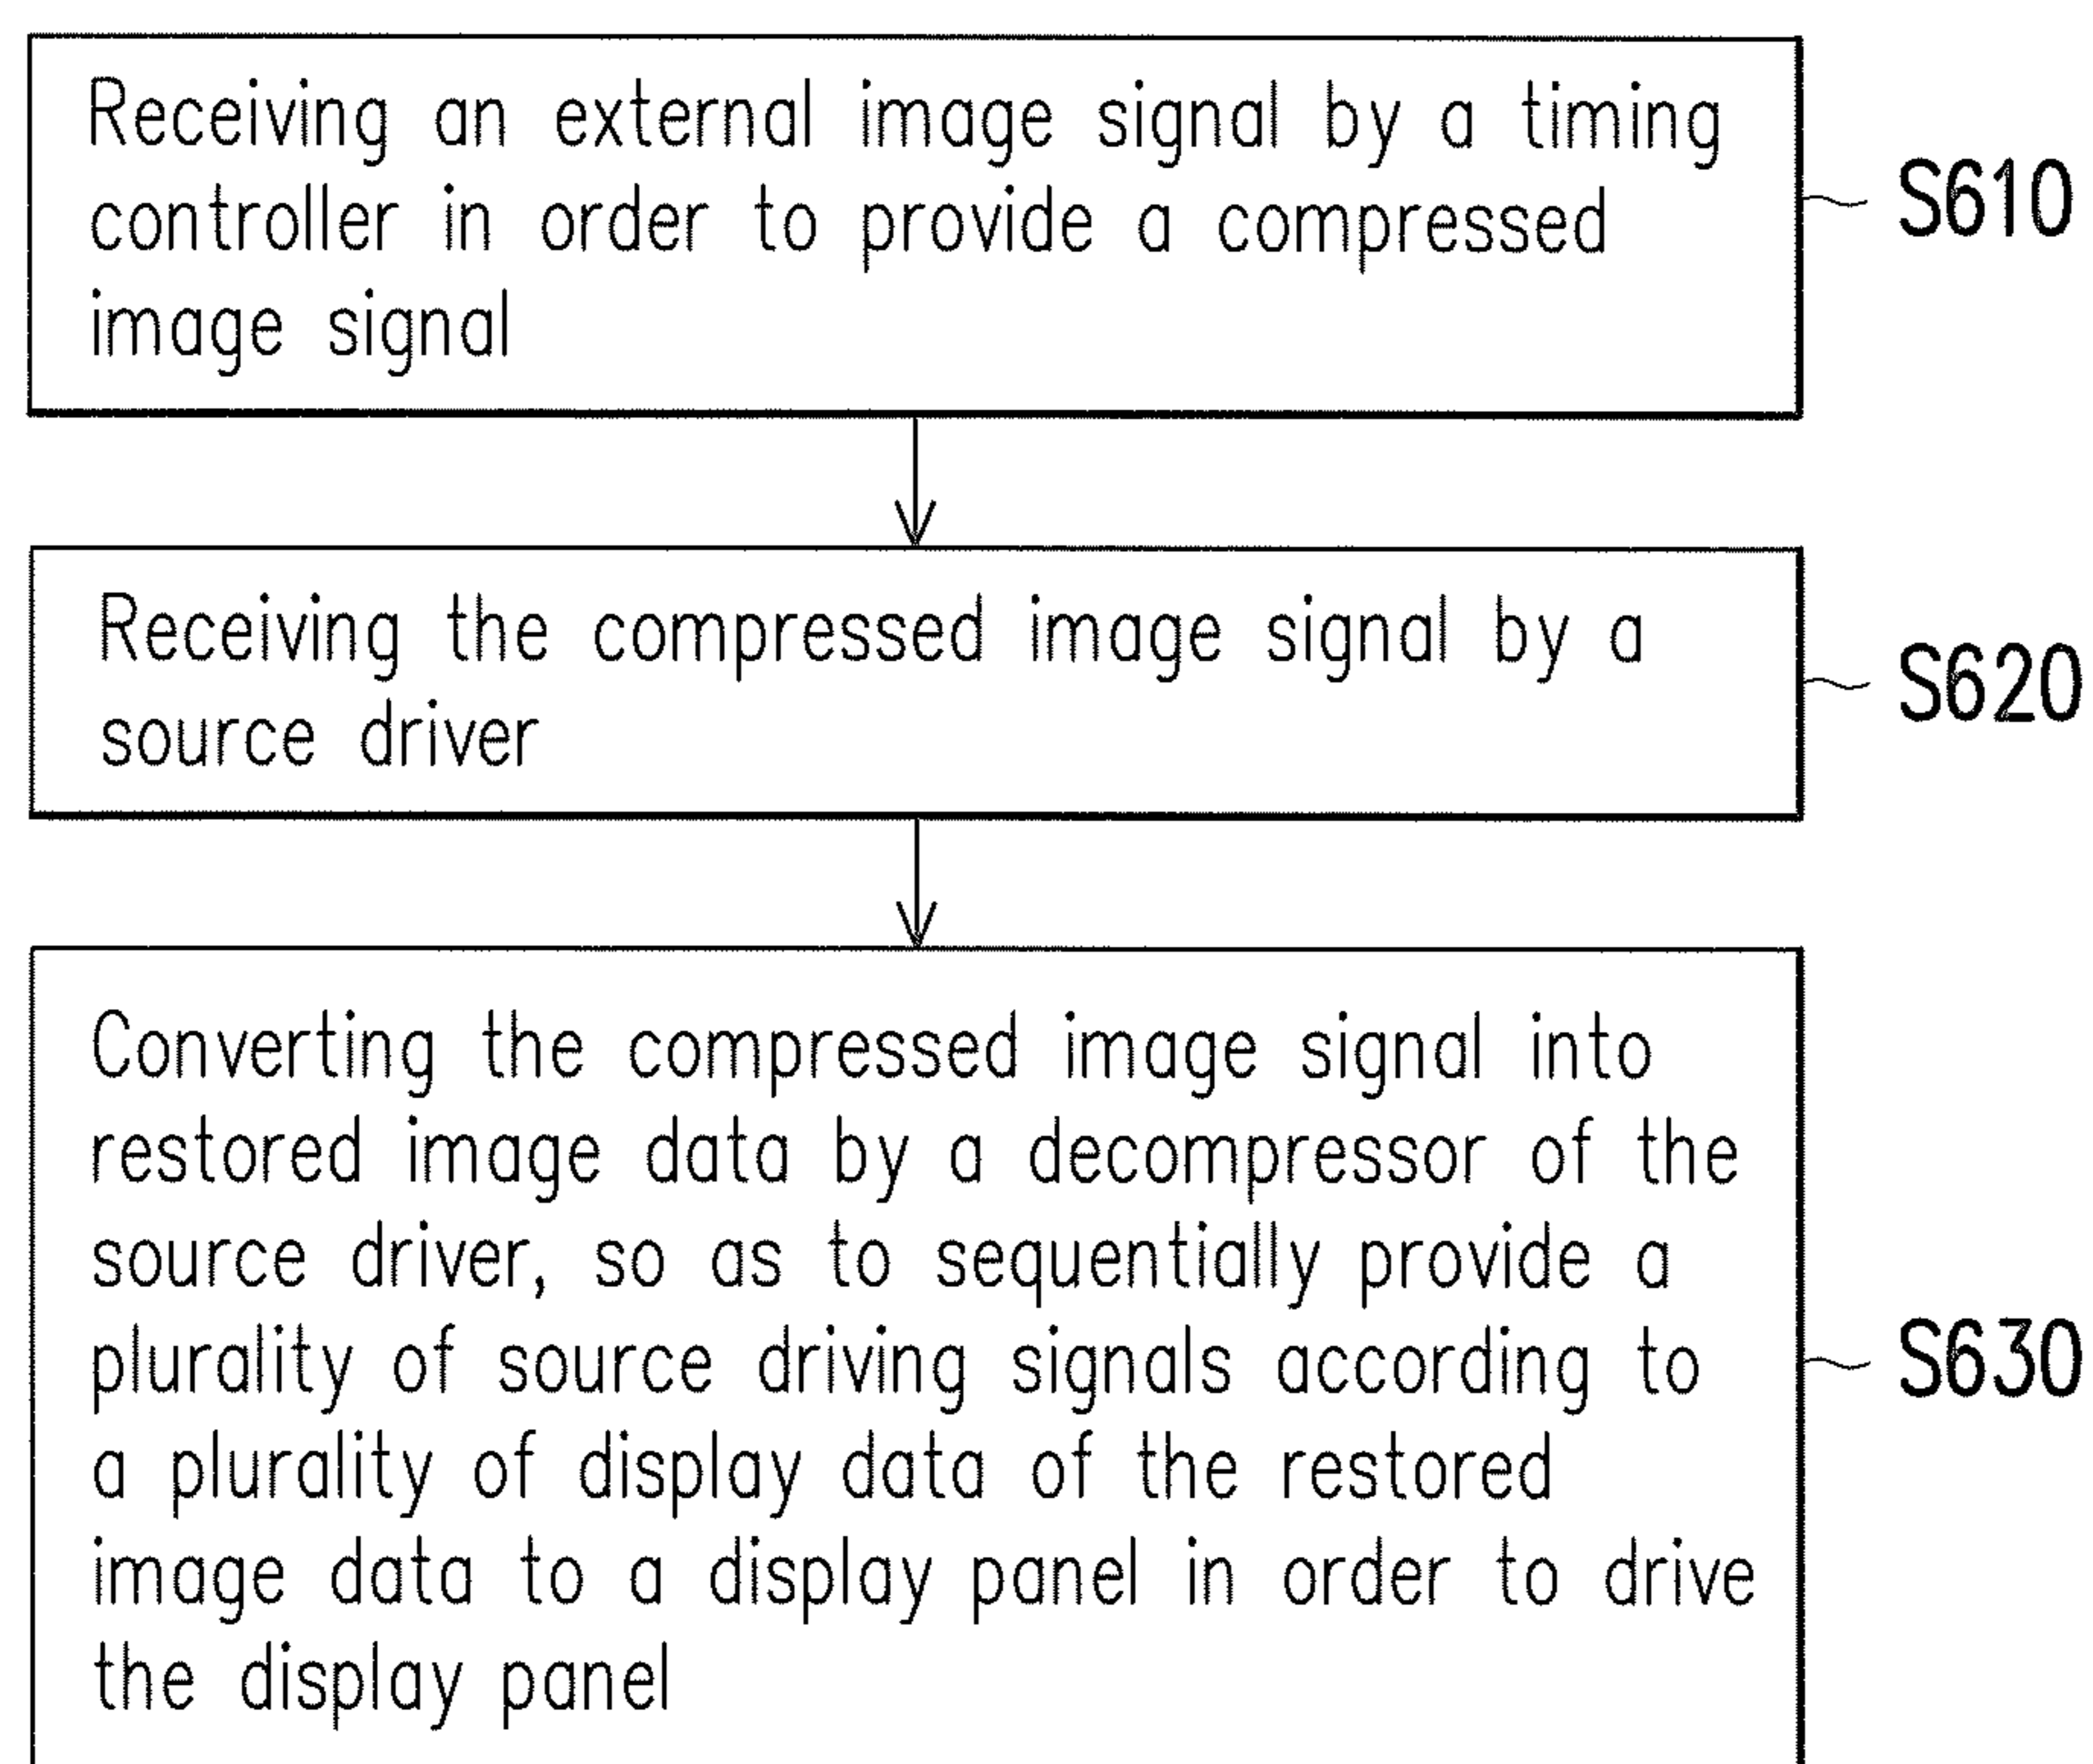 Receiving an external image signal by a timing
controller in order to provide a compressed
image signal
S610
Receiving the compressed image signal by a
source driver
S620
Converting the compressed image signal into
restored image data by a decompressor of the
source driver, so as to sequentially provide a
plurality of source driving signals according to
a plurality of display data of the restored
image data to a display panel in order to drive
the display panel
S630